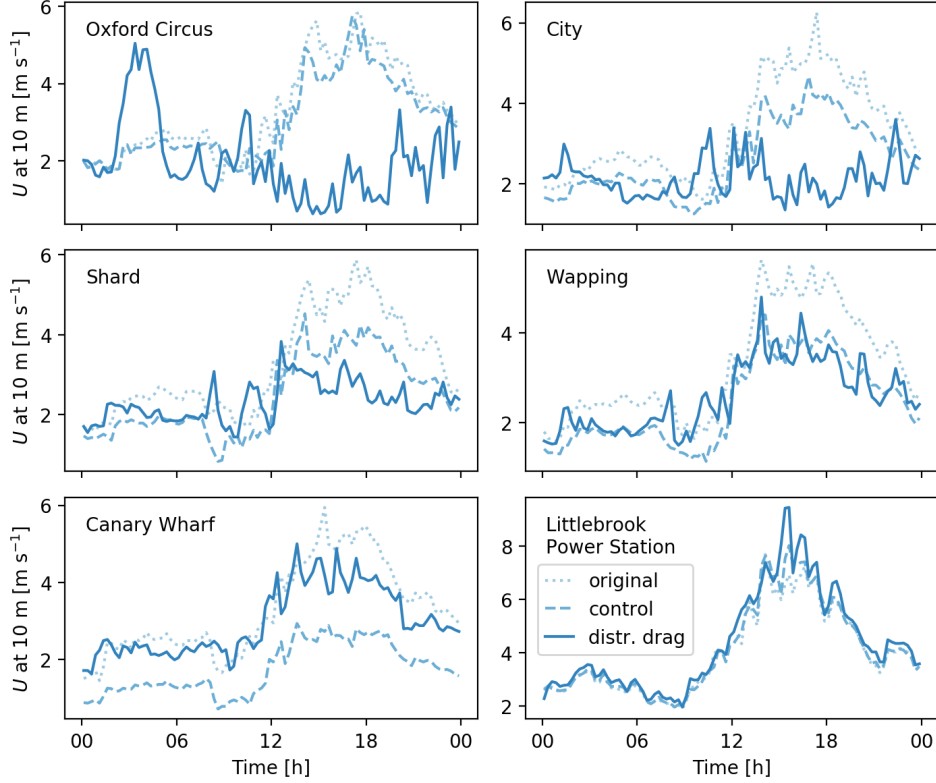 Oxford Circus
U at 10 m [m s⁻¹]
6
4
2
City
6
4
2
Shard
U at 10 m [m s⁻¹]
6
4
2
Wapping
4
2
Canary Wharf
U at 10 m [m s⁻¹]
6
4
2
00 06 12 18 00
Time [h]
Littlebrook
Power Station
original
control
distr. drag
8
6
4
2
00 06 12 18 00
Time [h]